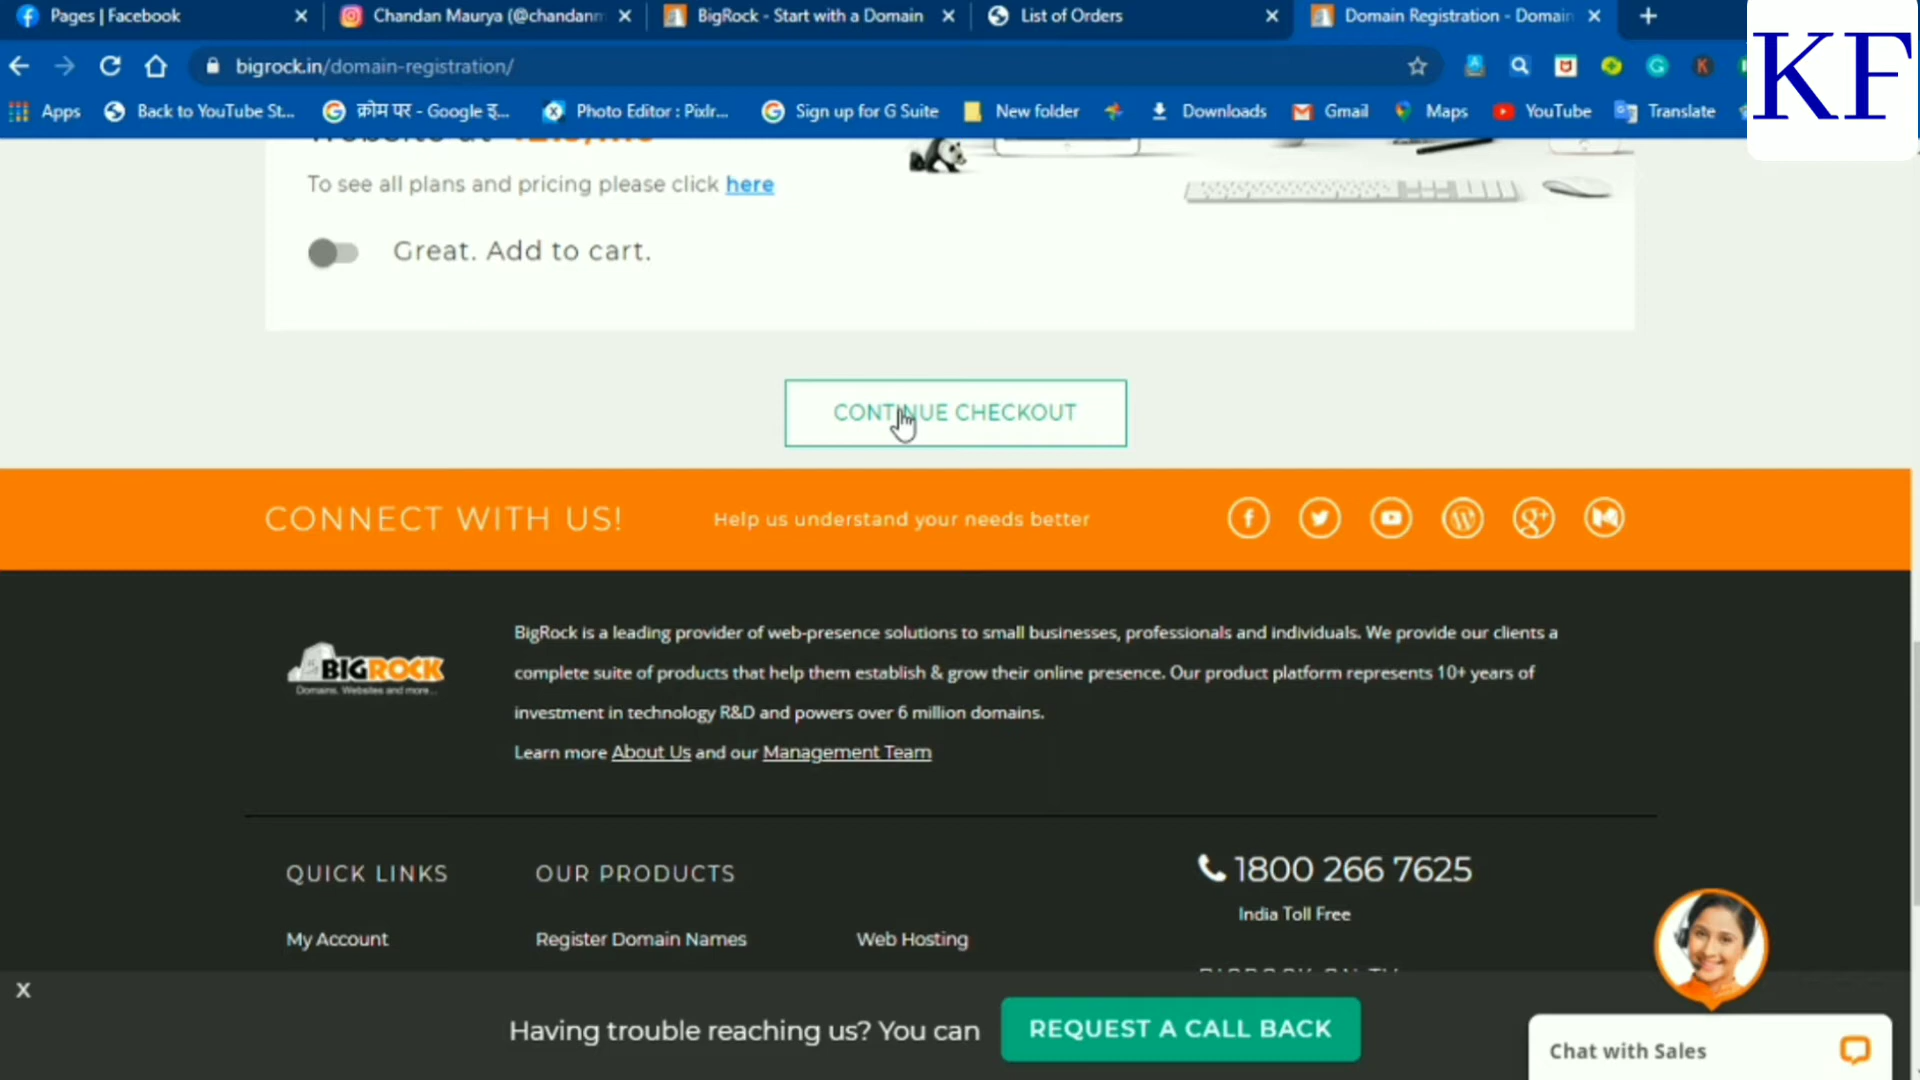 Pages | Facebook
Chandan Maurya (@chandanm
BigRock - Start with a Domain
List of Orders
Domain Registration - Domain
bigrock.in/domain-registration/
KF
Apps
Back to YouTube St...
क्रोम पर - Google इ...
Photo Editor : Pixlr...
Sign up for G Suite
New folder
Downloads
Gmail
Maps
YouTube
Translate
To see all plans and pricing please click here
Great. Add to cart.
CONTINUE CHECKOUT
CONNECT WITH US!
Help us understand your needs better
BIGROCK
Domains, Websites and more...
BigRock is a leading provider of web-presence solutions to small businesses, professionals and individuals. We provide our clients a
complete suite of products that help them establish & grow their online presence. Our product platform represents 10+ years of
investment in technology R&D and powers over 6 million domains.
Learn more About Us and our Management Team
QUICK LINKS
OUR PRODUCTS
1800 266 7625
India Toll Free
My Account
Register Domain Names
Web Hosting
X
Having trouble reaching us? You can
REQUEST A CALL BACK
Chat with Sales